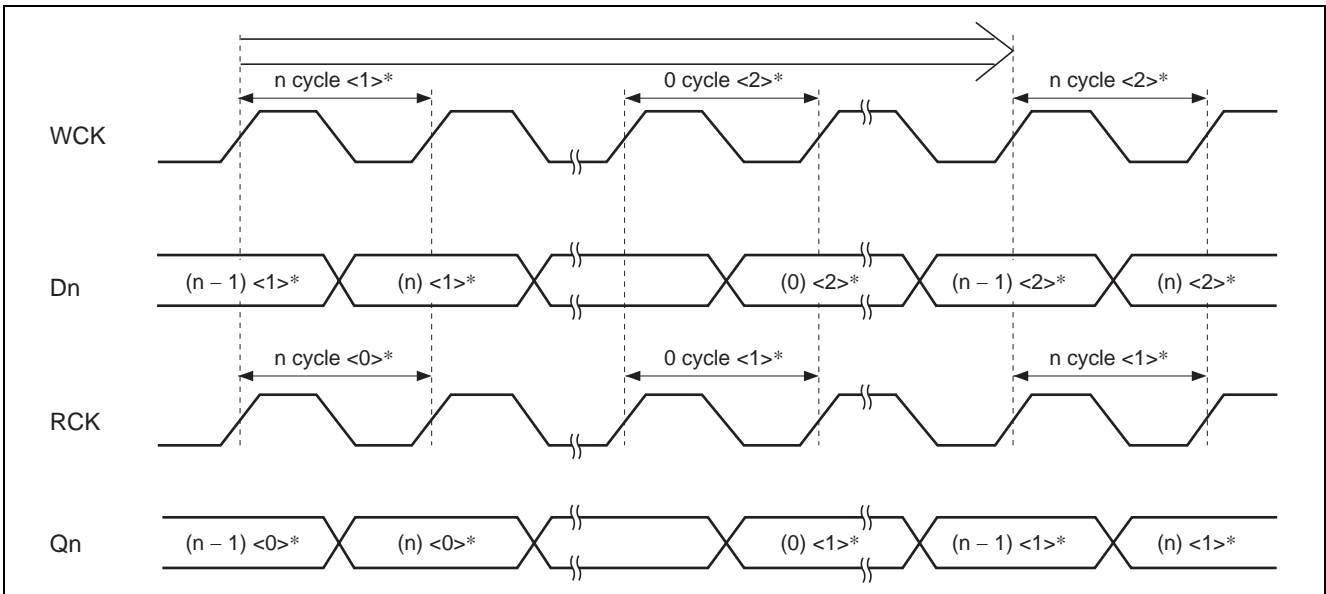 n cycle <1>* 0 cycle <2>* n cycle <2>*
WCK
Dn (n − 1) <1>* (n) <1>* (0) <2>* (n − 1) <2>* (n) <2>*
n cycle <0>* 0 cycle <1>* n cycle <1>*
RCK
Qn (n − 1) <0>* (n) <0>* (0) <1>* (n − 1) <1>* (n) <1>*